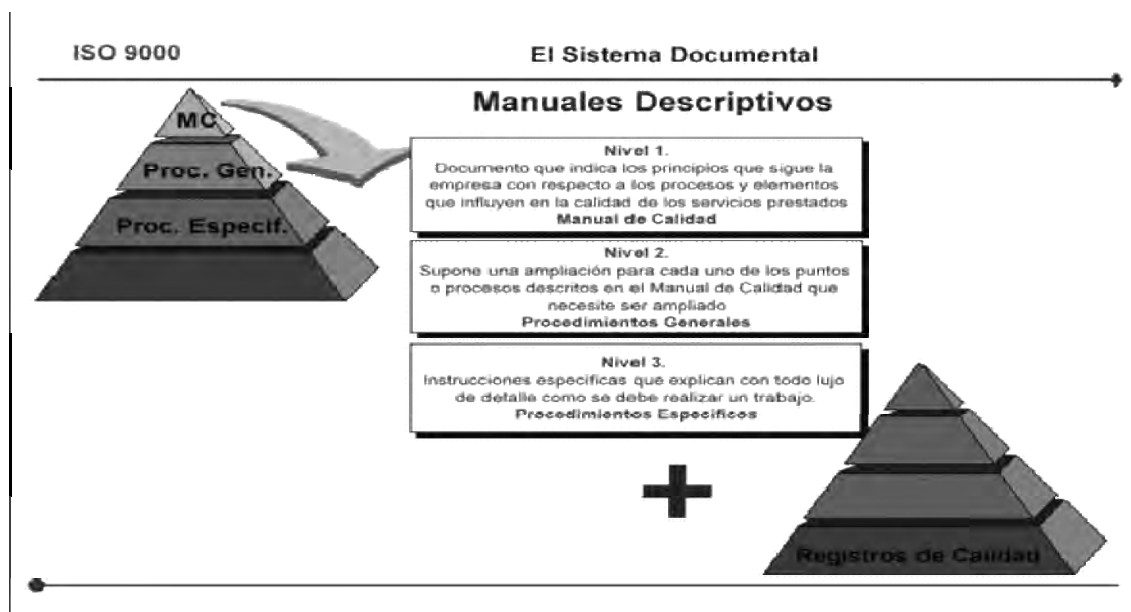 ISO 9000
El Sistema Documental
Manuales Descriptivos
MC
Proc. Gen.
Proc. Especif.
Nivel 1.
Documento que indica los principios que sigue la
empresa con respecto a los procesos y elementos
que influyen en la calidad de los servicios prestados
Manual de Calidad
Nivel 2.
Supone una ampliación para cada uno de los puntos
o procesos descritos en el Manual de Calidad que
necesite ser ampliado
Procedimientos Generales
Nivel 3.
Instrucciones especificas que explican con todo lujo
de detalle como se debe realizar un trabajo.
Procedimientos Especificos
+
Registros de Calidad